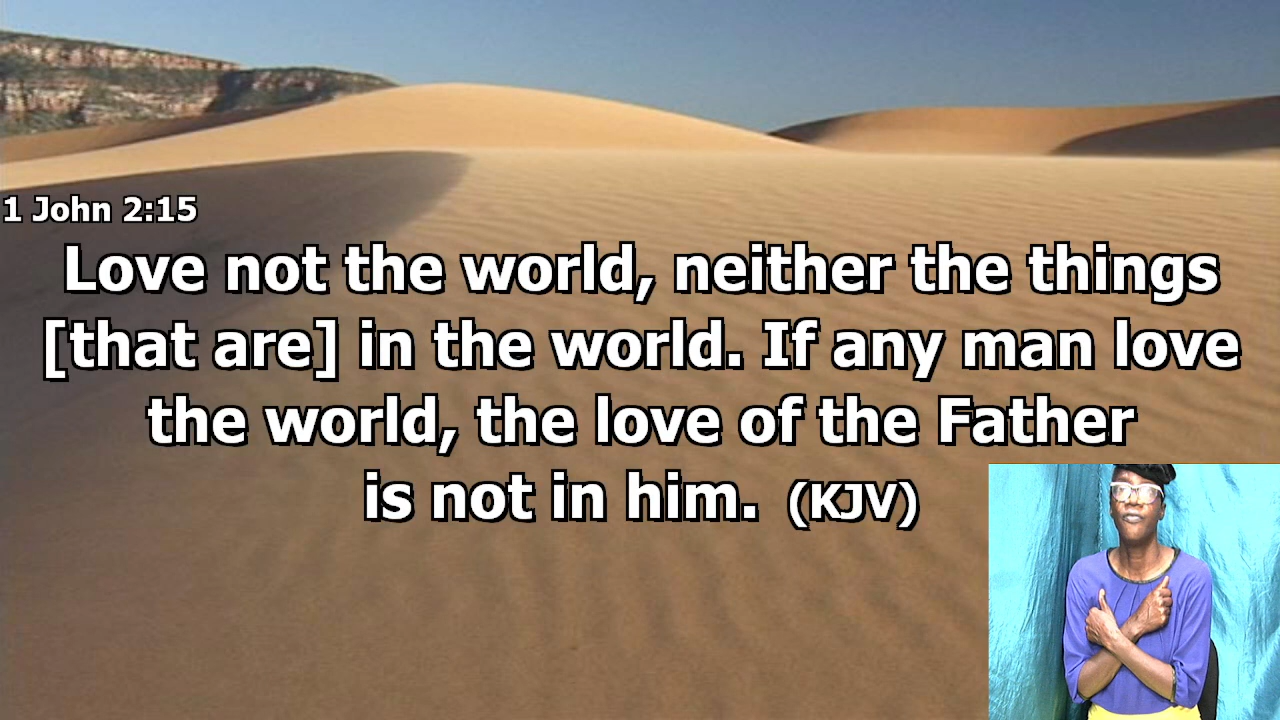 1 John 2:15
Love not the world, neither the things
[that are] in the world. If any man love
the world, the love of the Father
is not in him. (KJV)